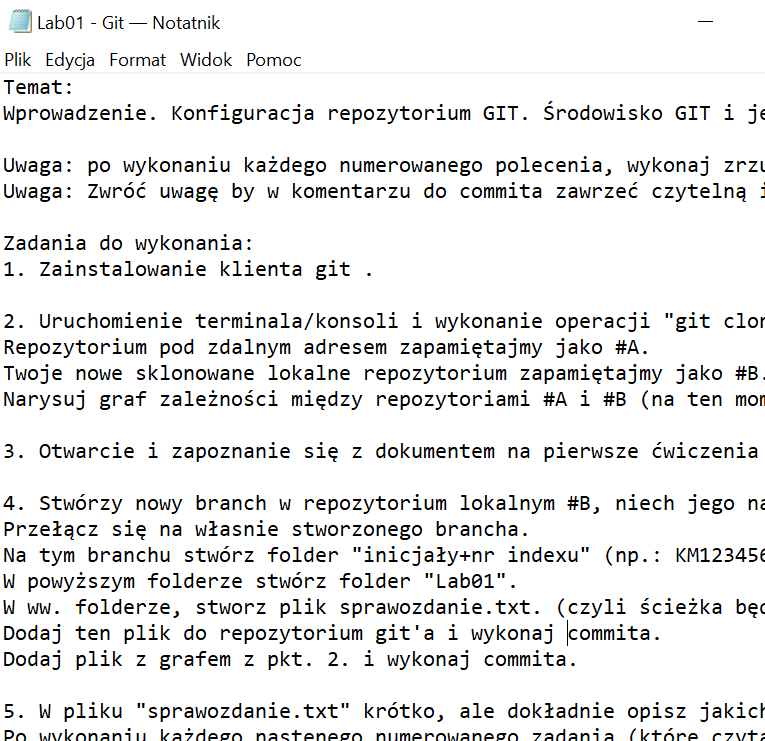 Lab01 - Git — Notatnik
Plik Edycja Format Widok Pomoc
Temat:
Wprowadzenie. Konfiguracja repozytorium GIT. Środowisko GIT i je
Uwaga: po wykonaniu każdego numerowanego polecenia, wykonaj zrzu
Uwaga: Zwróć uwagę by w komentarzu do commita zawrzeć czytelną i
Zadania do wykonania:
1. Zainstalowanie klienta git .
2. Uruchomienie terminala/konsoli i wykonanie operacji "git clon
Repozytorium pod zdalnym adresem zapamiętajmy jako #A.
Twoje nowe sklonowane lokalne repozytorium zapamiętajmy jako #B.
Narysuj graf zależności między repozytoriami #A i #B (na ten mom
3. Otwarcie i zapoznanie się z dokumentem na pierwsze ćwiczenia
4. Stwórzy nowy branch w repozytorium lokalnym #B, niech jego na
Przełącz się na własnie stworzonego brancha.
Na tym branchu stwórz folder "inicjały+nr indexu" (np.: KM123456
W powyższym folderze stwórz folder "Lab01".
W ww. folderze, stworz plik sprawozdanie.txt. (czyli ścieżka będ
Dodaj ten plik do repozytorium git'a i wykonaj commita.
Dodaj plik z grafem z pkt. 2. i wykonaj commita.
5. W pliku "sprawozdanie.txt" krótko, ale dokładnie opisz jakich
Po wykonaniu każdego nastenego numerowanego zadania (które czyta